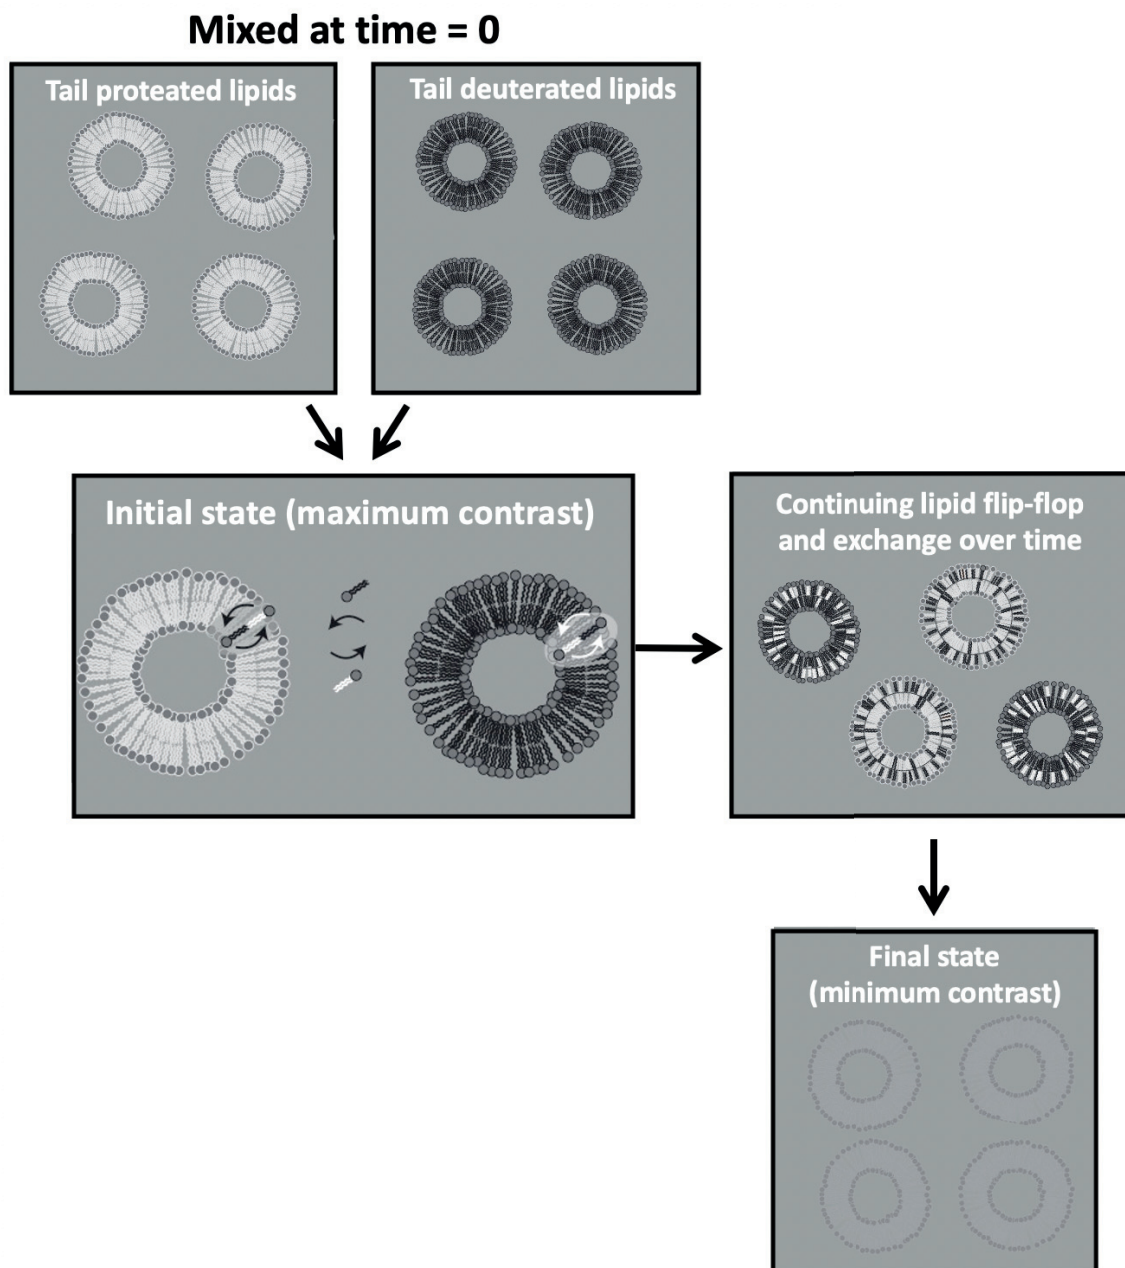 Mixed at time = 0
Tail proteated lipids
Tail deuterated lipids
Initial state (maximum contrast)
Continuing lipid flip-flop
and exchange over time
Final state
(minimum contrast)